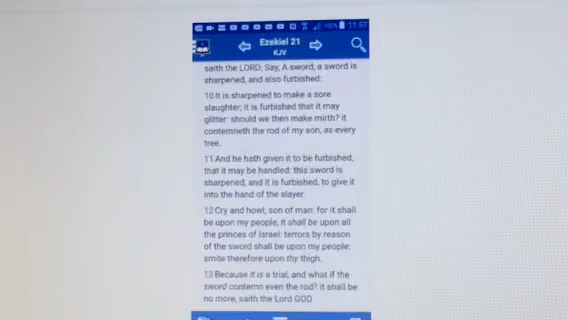 100% 11:57
Ezekiel 21
KJV
saith the LORD; Say, A sword, a sword is
sharpened, and also furbished:
10 It is sharpened to make a sore
slaughter; it is furbished that it may
glitter: should we then make mirth? it
contemneth the rod of my son, as every
tree.
11 And he hath given it to be furbished,
that it may be handled: this sword is
sharpened, and it is furbished, to give it
into the hand of the slayer.
12 Cry and howl, son of man: for it shall
be upon my people, it shall be upon all
the princes of Israel: terrors by reason
of the sword shall be upon my people:
smite therefore upon thy thigh.
13 Because it is a trial, and what if the
sword contemn even the rod? it shall be
no more, saith the Lord GOD.